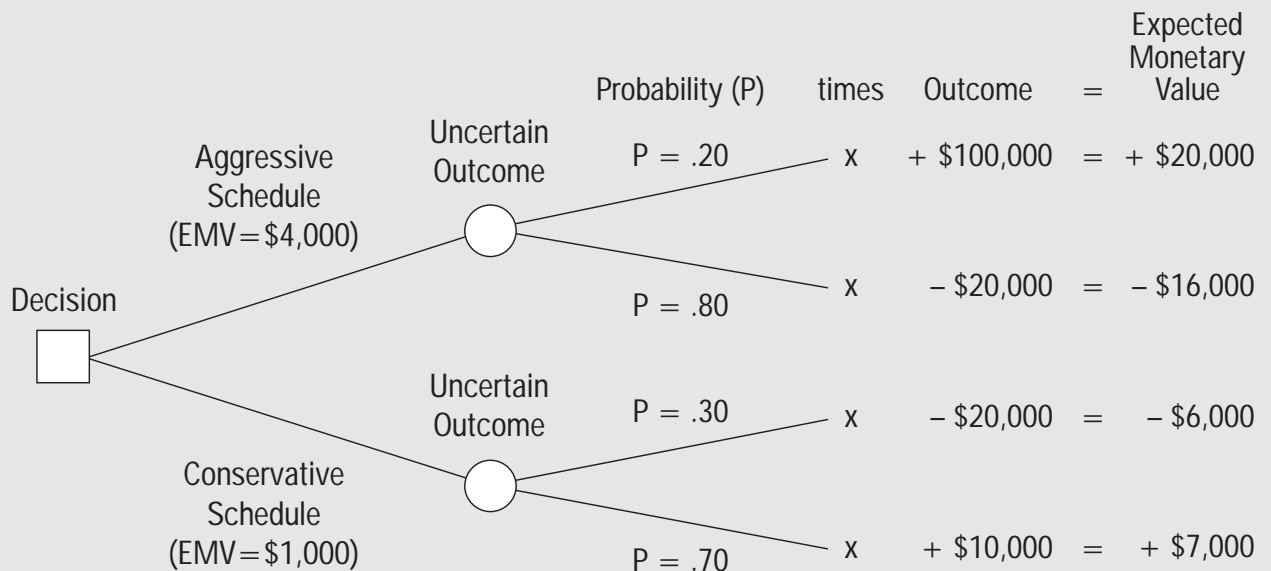 Expected
Monetary
Probability (P) times Outcome = Value
Uncertain
Outcome
Aggressive
Schedule
(EMV=$4,000)
P = .20 x + $100,000 = + $20,000
P = .80 x – $20,000 = – $16,000
Decision
Uncertain
Outcome
Conservative
Schedule
(EMV=$1,000)
P = .30 x – $20,000 = – $6,000
P = .70 x + $10,000 = + $7,000